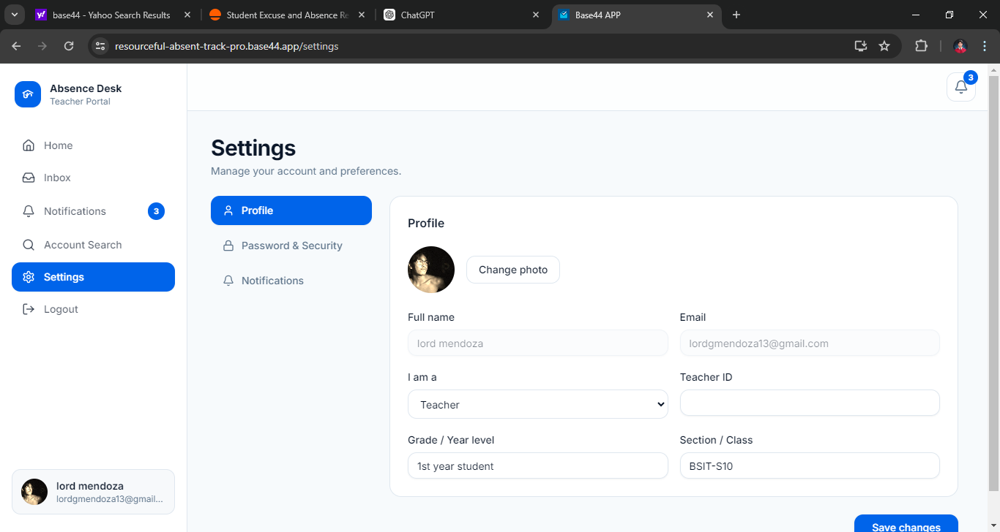 base44 - Yahoo Search Results
Student Excuse and Absence Re
ChatGPT
Base44 APP
resourceful-absent-track-pro.base44.app/settings
Absence Desk
Teacher Portal
3
Home
Inbox
Notifications
3
Account Search
Settings
Logout
Settings
Manage your account and preferences.
Profile
Password & Security
Notifications
Profile
Change photo
Full name
Email
lord mendoza
lordgmendoza13@gmail.com
I am a
Teacher ID
Teacher
Grade / Year level
Section / Class
1st year student
BSIT-S10
lord mendoza
lordgmendoza13@gmail...
Save changes